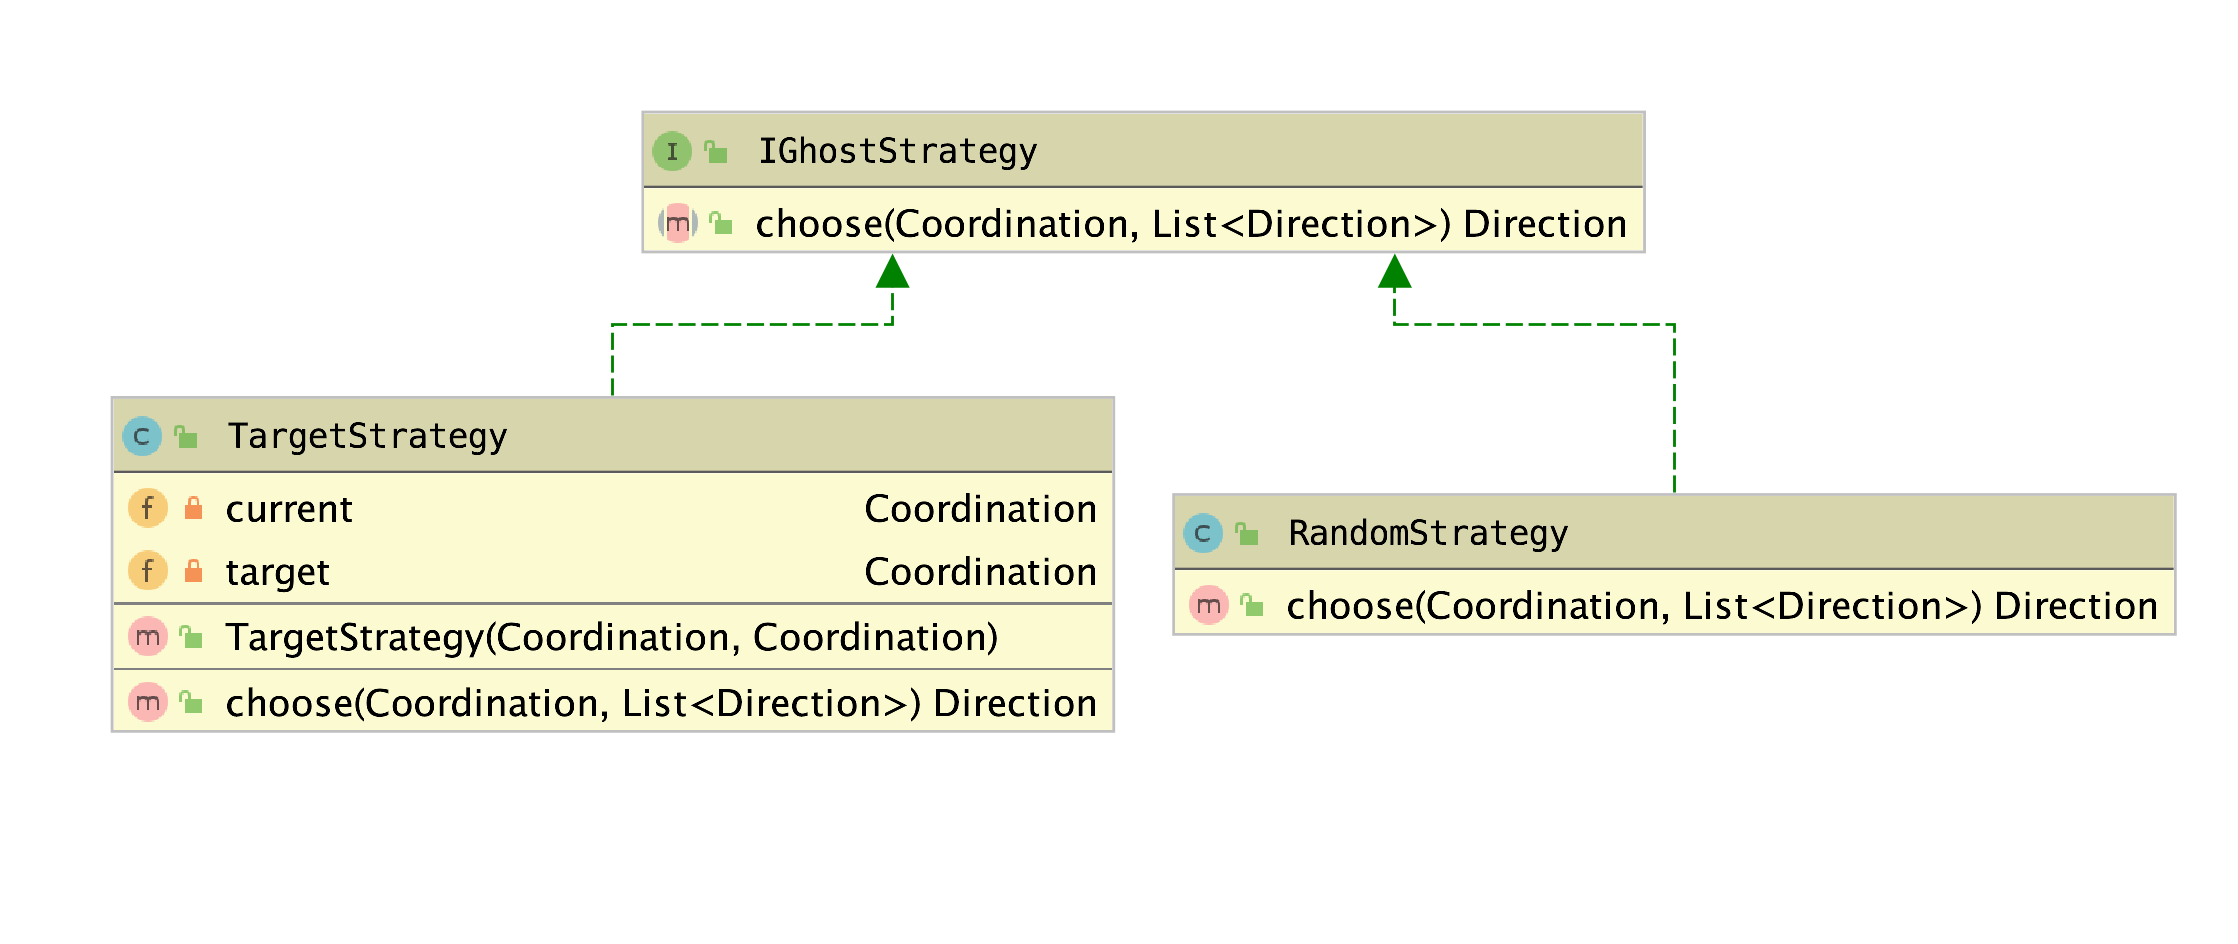 I IGhostStrategy
m choose(Coordination, List<Direction>) Direction
C TargetStrategy
f current Coordination
f target Coordination
m TargetStrategy(Coordination, Coordination)
m choose(Coordination, List<Direction>) Direction
C RandomStrategy
m choose(Coordination, List<Direction>) Direction